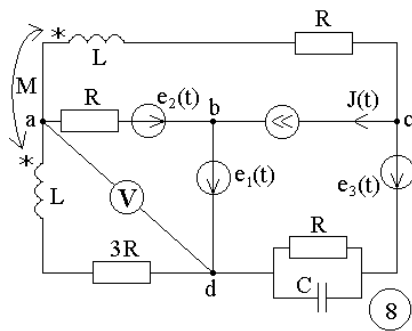 * L R
M
a R e₂(t) b J(t) c
* e₁(t) e₃(t)
L V R
3R d C
8